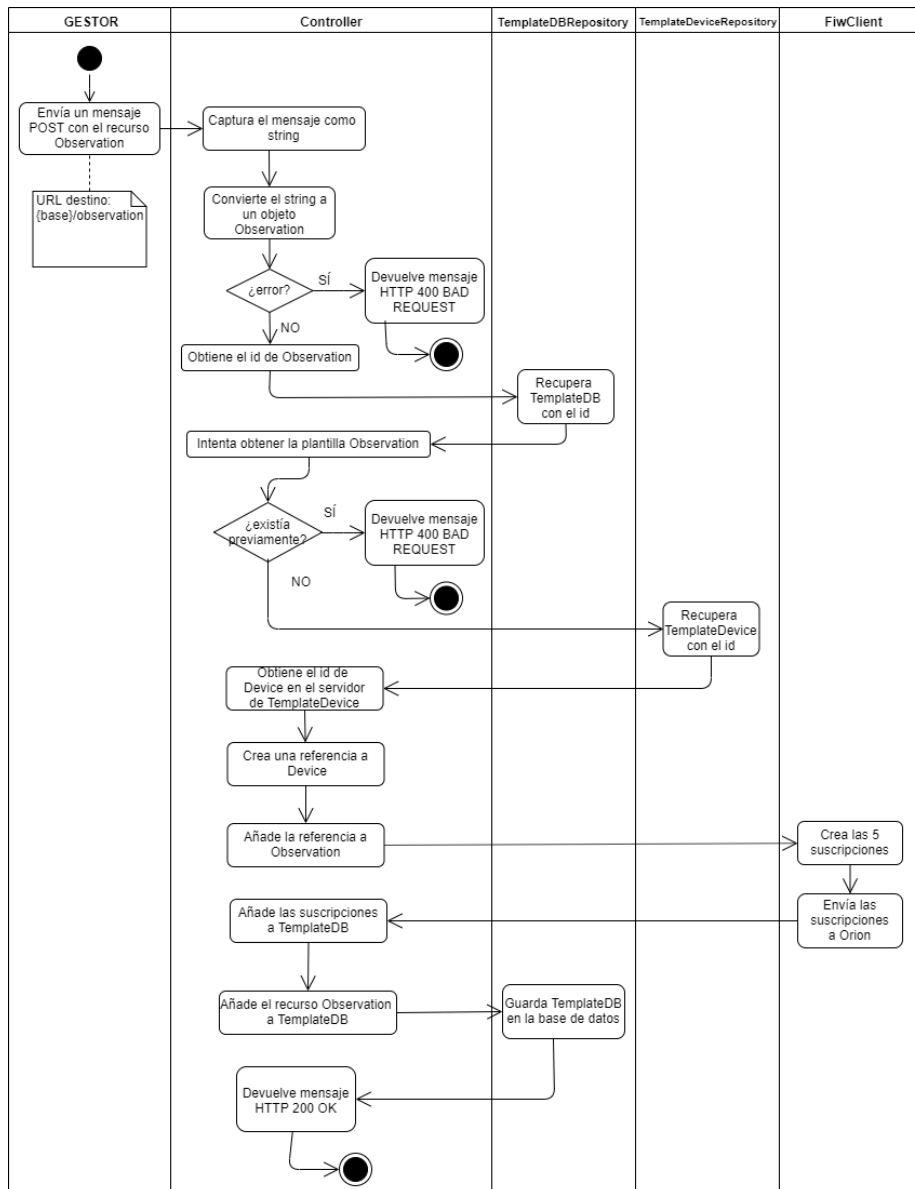 GESTOR
Controller
TemplateDBRepository
TemplateDeviceRepository
FiwClient
Envía un mensaje
POST con el recurso
Observation
URL destino:
{base}/observation
Captura el mensaje como
string
Convierte el string a
un objeto
Observation
¿error?
SÍ
Devuelve mensaje
HTTP 400 BAD
REQUEST
NO
Obtiene el id de Observation
Recupera
TemplateDB
con el id
Intenta obtener la plantilla Observation
¿existía
previamente?
SÍ
Devuelve mensaje
HTTP 400 BAD
REQUEST
NO
Recupera
TemplateDevice
con el id
Obtiene el id de
Device en el servidor
de TemplateDevice
Crea una referencia a
Device
Añade la referencia a
Observation
Crea las 5
suscripciones
Envía las
suscripciones
a Orion
Añade las suscripciones
a TemplateDB
Añade el recurso Observation
a TemplateDB
Guarda TemplateDB
en la base de datos
Devuelve mensaje
HTTP 200 OK